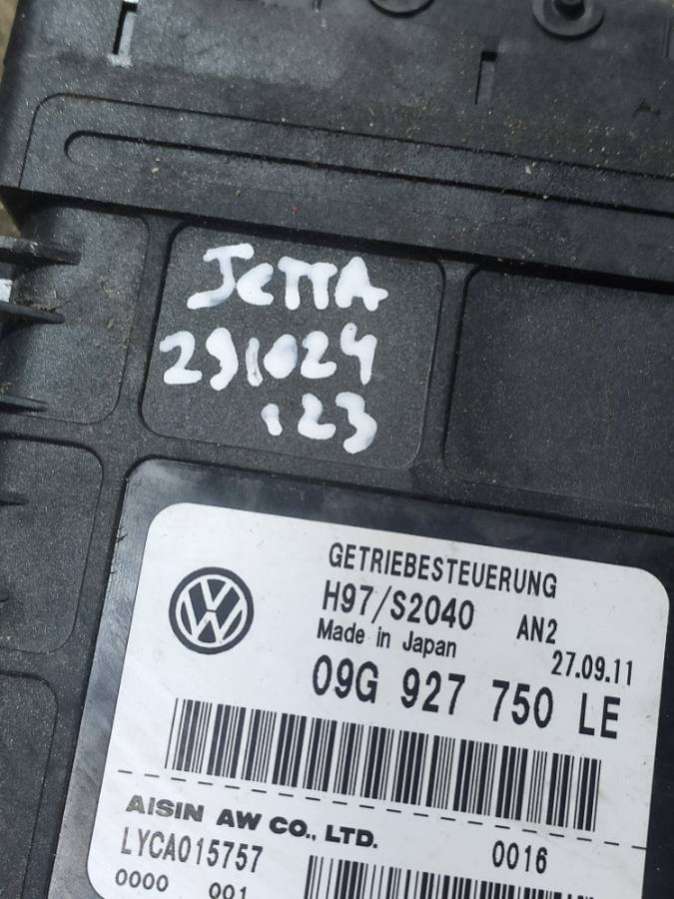 JETTA
291024
123
GETRIEBESTEUERUNG
H97/S2040 AN2
Made in Japan 27.09.11
09G 927 750 LE
AISIN AW CO., LTD.
LYCA015757 0016
0000 001